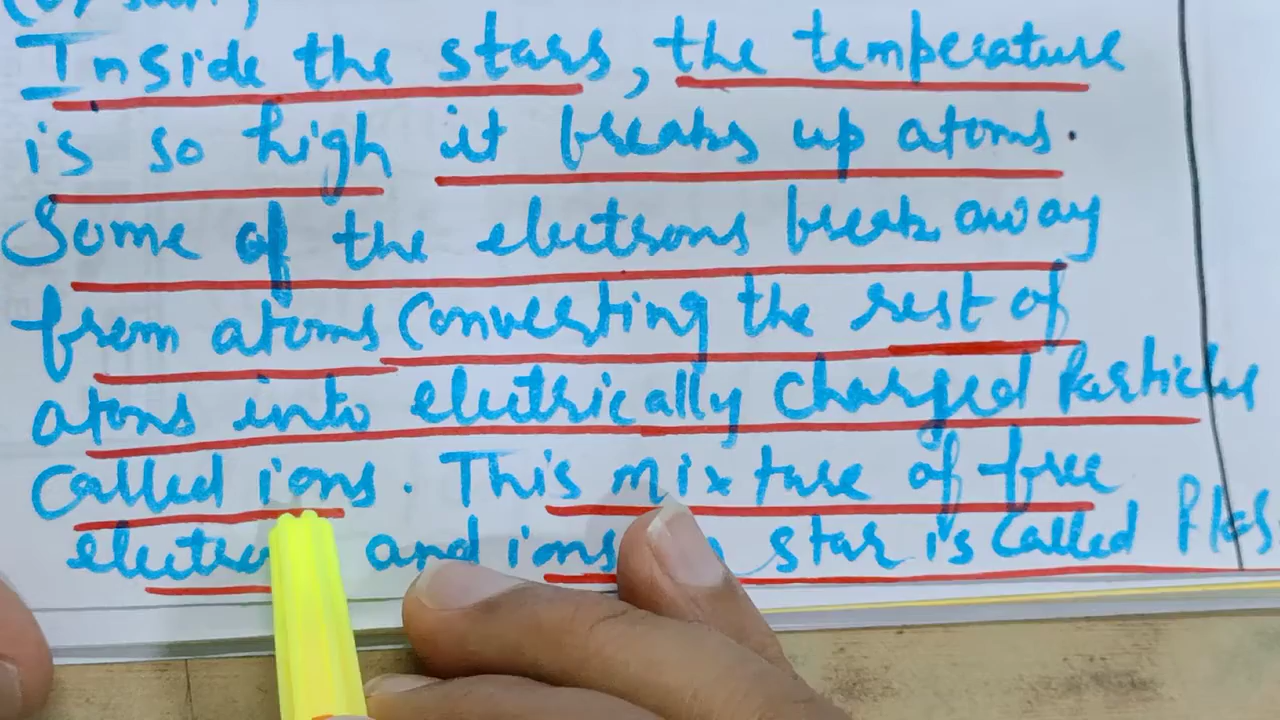 Inside the stars, the temperature
is so high it breaks up atoms.
Some of the electrons break away
from atoms converting the rest of
atoms into electrically charged Particles
called ions. This mixture of free
and ions star is called